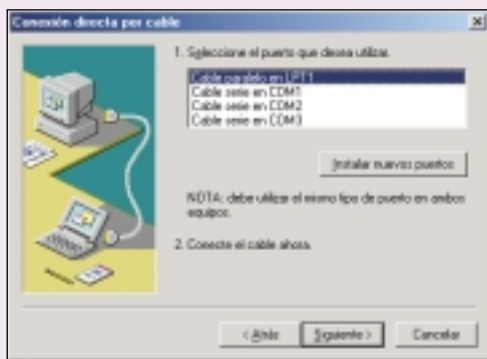 Conexión directa por cable
1. Seleccione el puerto que desea utilizar.
Cable paralelo en LPT1
Cable serie en COM1
Cable serie en COM2
Cable serie en COM3
Instalar nuevos puertos
NOTA: debe utilizar el mismo tipo de puerto en ambos
equipos.
2. Conecte el cable ahora.
< Atrás
Siguiente >
Cancelar